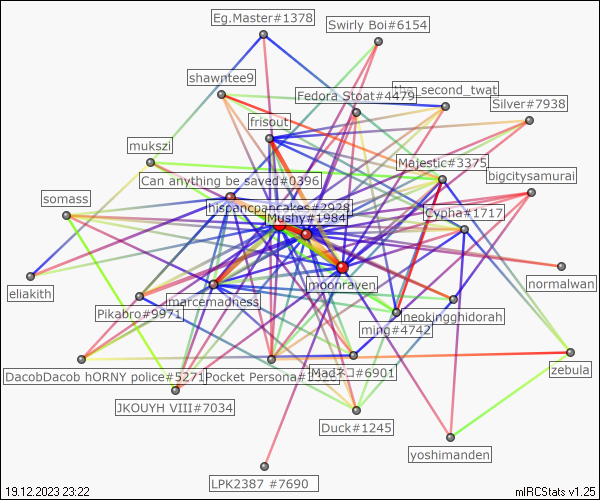 Eg.Master#1378
Swirly Boi#6154
shawntee9
the_second_twat
Fedora Stoat#4479
Silver#7938
frisout
mukszi
Majestic#3375
bigcitysamurai
Can anything be saved#0396
somass
hispanicpancakes#2928
Cypha#1717
Mushy#1984
moonraven
normalwan
eliakith
marcemadness
Pikabro#9971
neokingghidorah
ming#4742
zebula
DacobDacob hORNY police#5271
Pocket Persona#
Madネコ#6901
JKOUYH VIII#7034
Duck#1245
yoshimanden
LPK2387 #7690
19.12.2023 23:22
mIRCStats v1.25